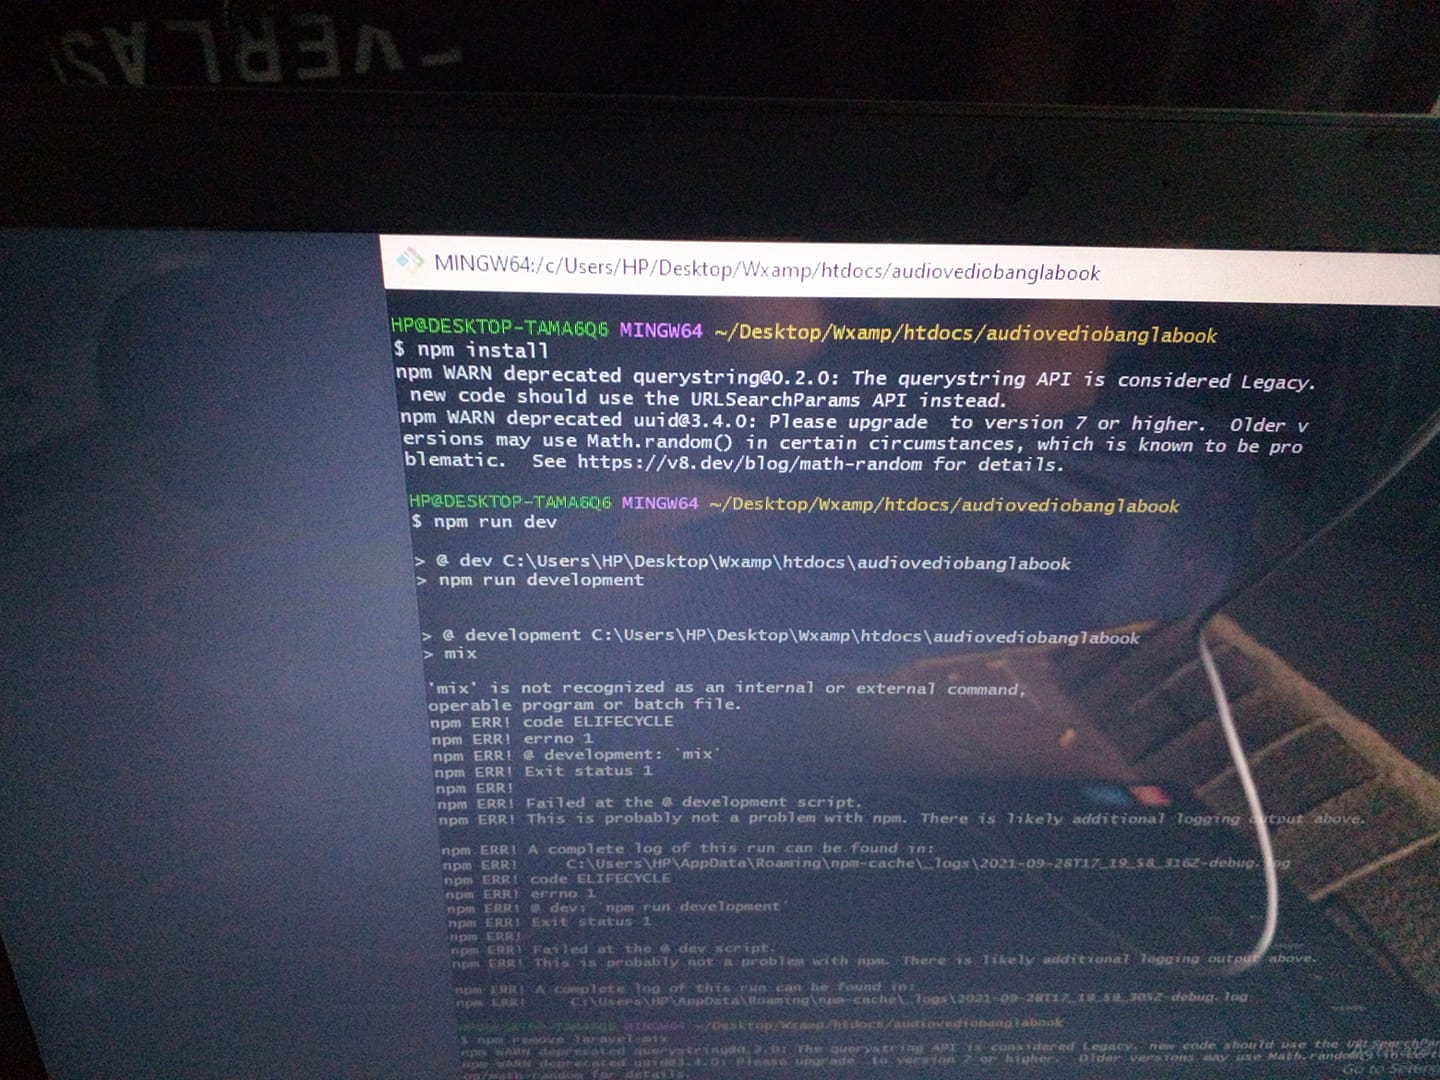 EVERLAS
MINGW64:/c/Users/HP/Desktop/Wxamp/htdocs/audiovediobanglabook
HP@DESKTOP-TAMA6Q6 MINGW64 ~/Desktop/Wxamp/htdocs/audiovediobanglabook
$ npm install
npm WARN deprecated querystring@0.2.0: The querystring API is considered Legacy.
new code should use the URLSearchParams API instead.
npm WARN deprecated uuid@3.4.0: Please upgrade  to version 7 or higher.  Older v
ersions may use Math.random() in certain circumstances, which is known to be pro
blematic.  See https://v8.dev/blog/math-random for details.
HP@DESKTOP-TAMA6Q6 MINGW64 ~/Desktop/Wxamp/htdocs/audiovediobanglabook
$ npm run dev
> @ dev C:\Users\HP\Desktop\Wxamp\htdocs\audiovediobanglabook
> npm run development
> @ development C:\Users\HP\Desktop\Wxamp\htdocs\audiovediobanglabook
> mix
'mix' is not recognized as an internal or external command,
operable program or batch file.
npm ERR! code ELIFECYCLE
npm ERR! errno 1
npm ERR! @ development: `mix`
npm ERR! Exit status 1
npm ERR!
npm ERR! Failed at the @ development script.
npm ERR! This is probably not a problem with npm. There is likely additional logging output above.
npm ERR! A complete log of this run can be found in:
npm ERR!     C:\Users\HP\AppData\Roaming\npm-cache\_logs\2021-09-28T17_19_58_316Z-debug.log
npm ERR! code ELIFECYCLE
npm ERR! errno 1
npm ERR! @ dev: `npm run development`
npm ERR! Exit status 1
npm ERR!
npm ERR! Failed at the @ dev script.
npm ERR! This is probably not a problem with npm. There is likely additional logging output above.
npm ERR! A complete log of this run can be found in:
npm ERR!     C:\Users\HP\AppData\Roaming\npm-cache\_logs\2021-09-28T17_19_58_505Z-debug.log
HP@DESKTOP-TAMA6Q6 MINGW64 ~/Desktop/Wxamp/htdocs/audiovediobanglabook
$ npm remove laravel-mix
npm WARN deprecated querystring@0.2.0: The querystring API is considered Legacy. new code should use the
npm WARN deprecated uuid@3.4.0: Please upgrade  to version 7 or higher.  Older versions may use
og/math-random for details.
Go to